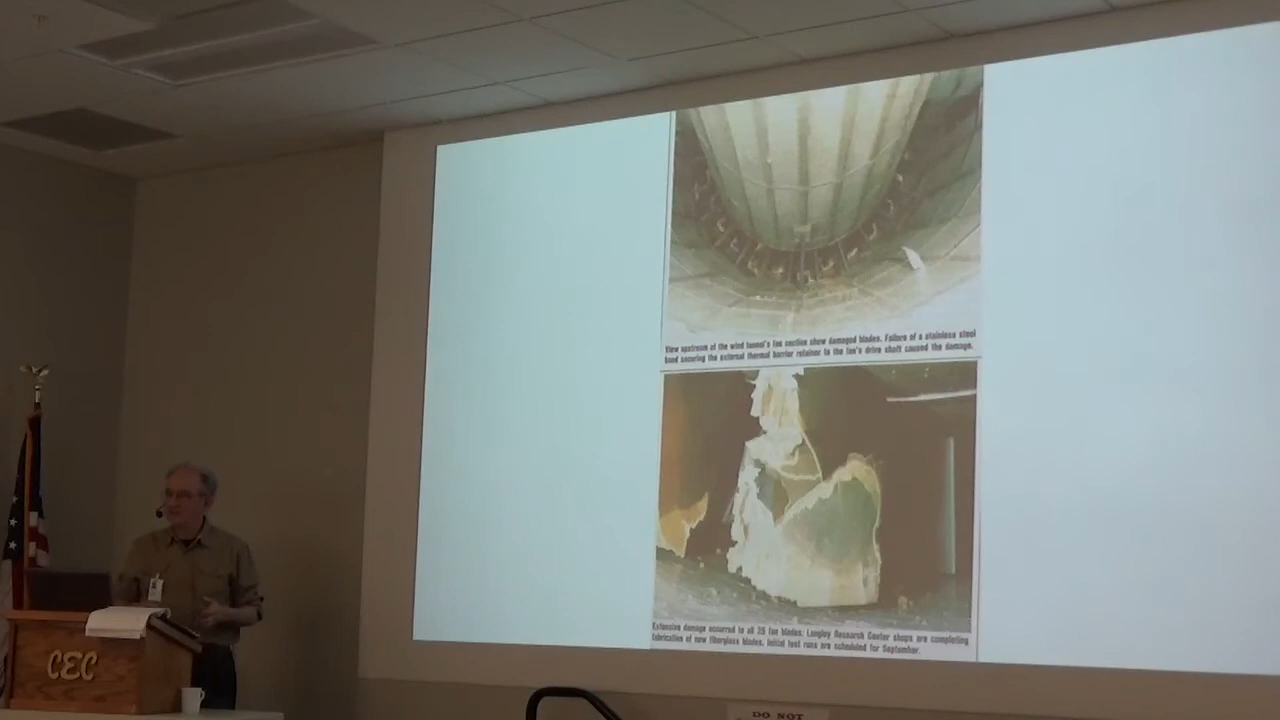 View upstream of the wind tunnel's fan section show damaged blades. Failure of a stainless steel
band securing the external thermal barrier retainer to the fan's drive shaft caused the damage.
Extensive damage occurred to all 25 fan blades. Langley Research Center shops are completing
fabrication of new fiberglass blades. Initial test runs are scheduled for September.
CEC
DO NOT